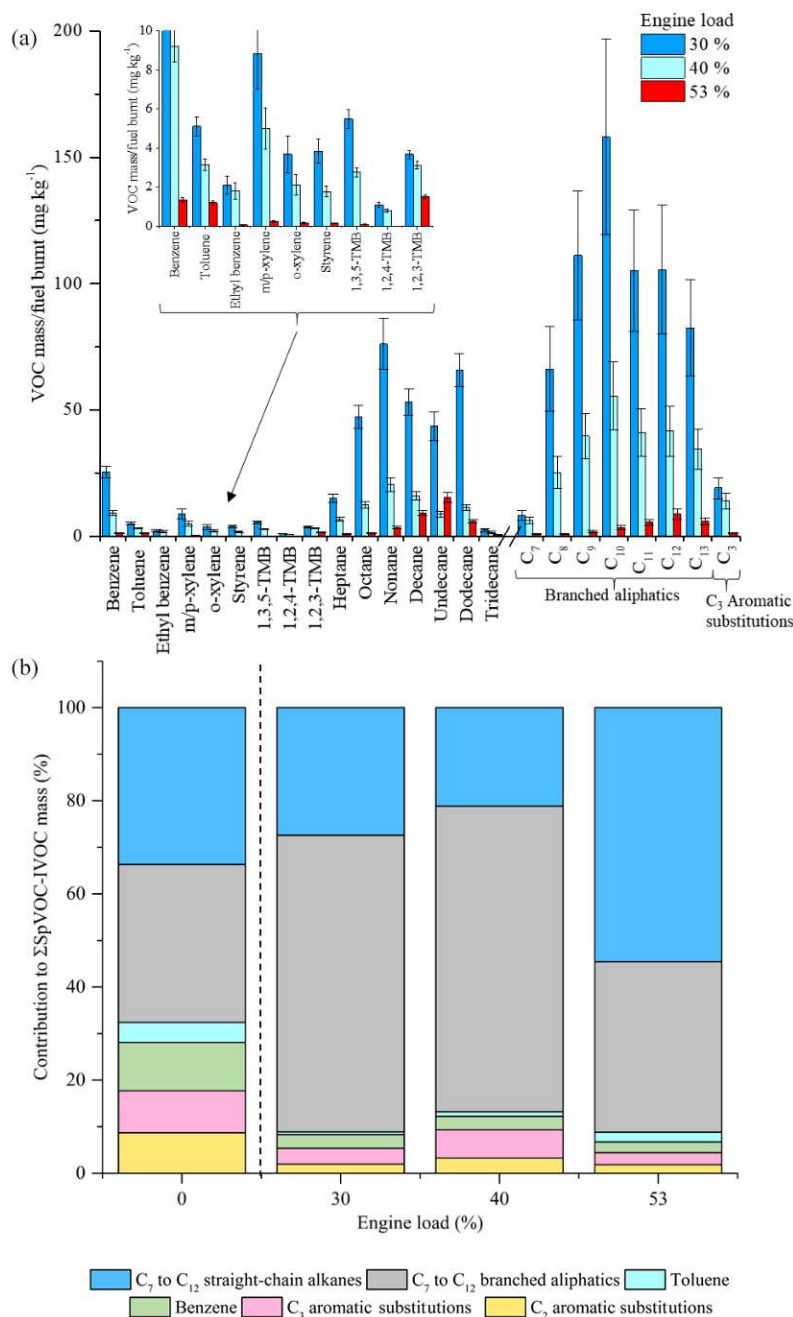 (a)
Engine load
30 %
40 %
53 %
VOC mass/fuel burnt (mg kg⁻¹)
200
150
100
50
0
VOC mass/fuel burnt (mg kg⁻¹)
10
8
6
4
2
0
Benzene
Toluene
Ethyl benzene
m/p-xylene
o-xylene
Styrene
1,3,5-TMB
1,2,4-TMB
1,2,3-TMB
Benzene
Toluene
Ethyl benzene
m/p-xylene
o-xylene
Styrene
1,3,5-TMB
1,2,4-TMB
1,2,3-TMB
Heptane
Octane
Nonane
Decane
Undecane
Dodecane
Tridecane
C₇
C₈
C₉
C₁₀
C₁₁
C₁₂
C₁₃
C₃
Branched aliphatics
C₃ Aromatic
substitutions
(b)
Contribution to ΣSpVOC-IVOC mass (%)
100
80
60
40
20
0
0 30 40 53
Engine load (%)
C₇ to C₁₂ straight-chain alkanes C₇ to C₁₂ branched aliphatics Toluene
Benzene C₃ aromatic substitutions C₂ aromatic substitutions